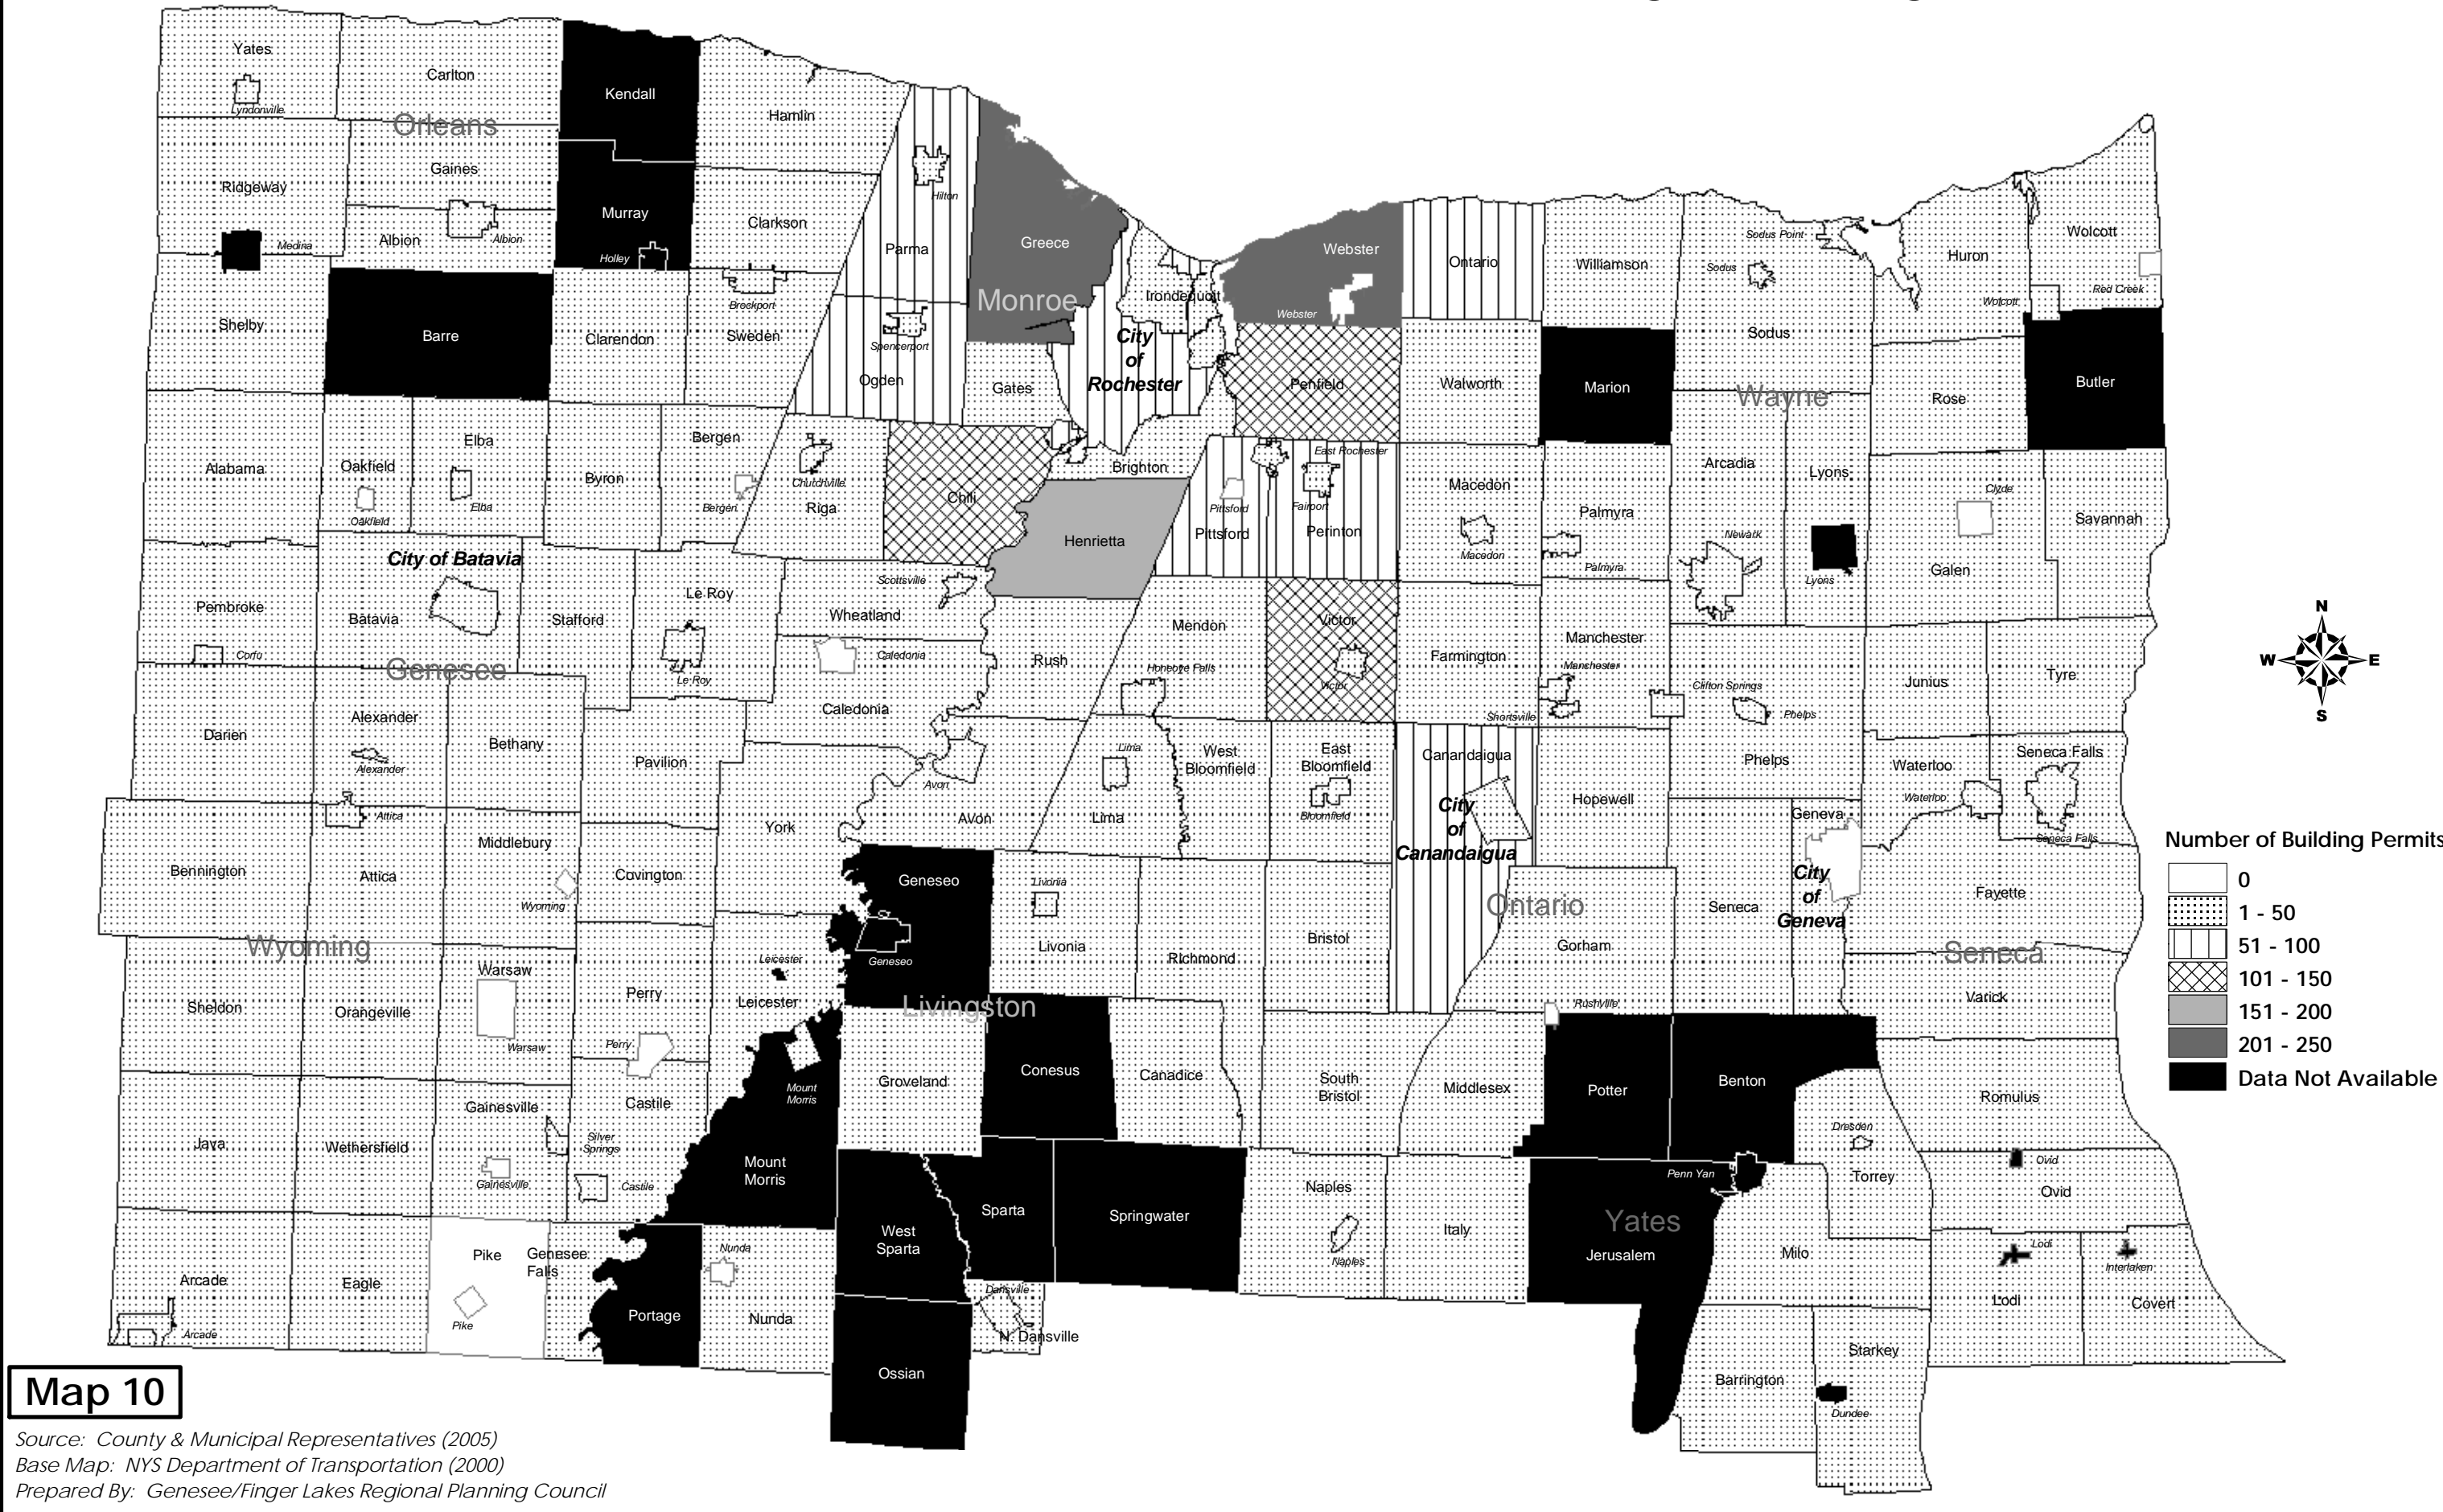 Yates
Lyndonville
Carlton
Orleans
Kendall
Hamlin
Ridgeway
Gaines
Murray
Clarkson
Hilton
Medina
Albion
Albion
Holley
Parma
Greece
Monroe
Webster
Webster
Ontario
Williamson
Sodus Point
Sodus
Sodus
Huron
Wolcott
Wolcott
Red Creek
Shelby
Barre
Clarendon
Brockport
Sweden
Spencerport
Ogden
Gates
Irondequoit
City
of
Rochester
Penfield
Walworth
Marion
Wayne
Rose
Butler
Alabama
Oakfield
Oakfield
Elba
Elba
Byron
Bergen
Bergen
Churchville
Riga
Chili
Brighton
Henrietta
East Rochester
Pittsford
Pittsford
Fairport
Perinton
Macedon
Macedon
Palmyra
Palmyra
Arcadia
Newark
Lyons
Lyons
Clyde
Galen
Savannah
City of Batavia
Pembroke
Corfu
Batavia
Genesee
Stafford
Le Roy
Le Roy
Scottsville
Wheatland
Caledonia
Caledonia
Rush
Mendon
Honeoye Falls
Victor
Victor
Farmington
Manchester
Manchester
Shortsville
Clifton Springs
Phelps
Phelps
Junius
Tyre
N
W
E
S
Darien
Alexander
Alexander
Bethany
Pavilion
York
Avon
Avon
Lima
Lima
West
Bloomfield
East
Bloomfield
Bloomfield
Canandaigua
City
of
Canandaigua
Hopewell
Geneva
City
of
Geneva
Waterloo
Waterloo
Seneca Falls
Seneca Falls
Bennington
Attica
Attica
Middlebury
Wyoming
Covington
Geneseo
Geneseo
Livonia
Livonia
Richmond
Bristol
Ontario
Gorham
Seneca
Fayette
Seneca
Varick
Wyoming
Sheldon
Orangeville
Warsaw
Warsaw
Perry
Perry
Leicester
Leicester
Livingston
Groveland
Conesus
Canadice
South
Bristol
Rushville
Middlesex
Potter
Benton
Romulus
Java
Wethersfield
Gainesville
Gainesville
Silver
Springs
Castile
Castile
Mount
Morris
Mount
Morris
West
Sparta
Sparta
Springwater
Naples
Naples
Italy
Yates
Jerusalem
Penn Yan
Dresden
Torrey
Milo
Ovid
Ovid
Lodi
Lodi
Interlaken
Covert
Arcade
Arcade
Eagle
Pike
Pike
Genesee
Falls
Portage
Nunda
Nunda
Ossian
Dansville
N. Dansville
Barrington
Starkey
Dundee
Number of Building Permits
0
1 - 50
51 - 100
101 - 150
151 - 200
201 - 250
Data Not Available
Map 10
Source: County & Municipal Representatives (2005)
Base Map: NYS Department of Transportation (2000)
Prepared By: Genesee/Finger Lakes Regional Planning Council